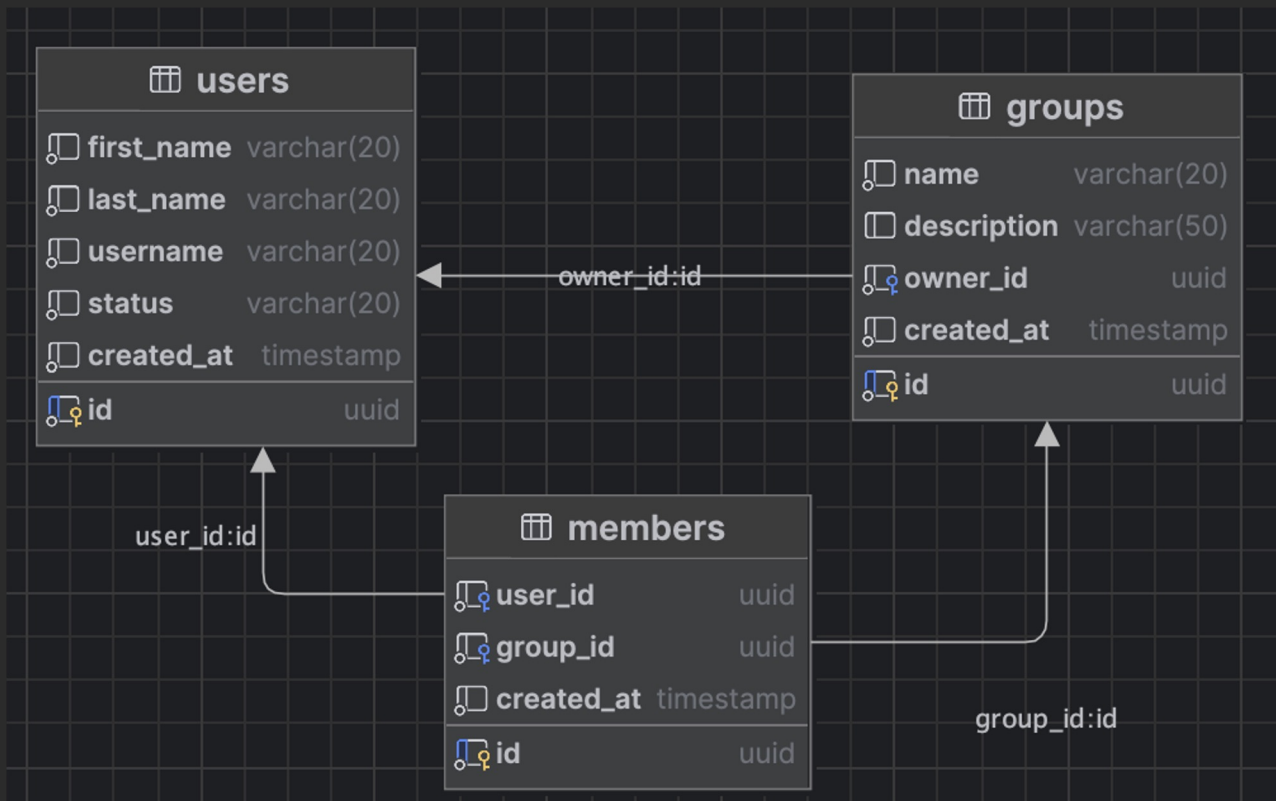 users
first_name varchar(20)
last_name varchar(20)
username varchar(20)
status varchar(20)
created_at timestamp
id uuid
owner_id:id
groups
name varchar(20)
description varchar(50)
owner_id uuid
created_at timestamp
id uuid
user_id:id
members
user_id uuid
group_id uuid
created_at timestamp
id uuid
group_id:id